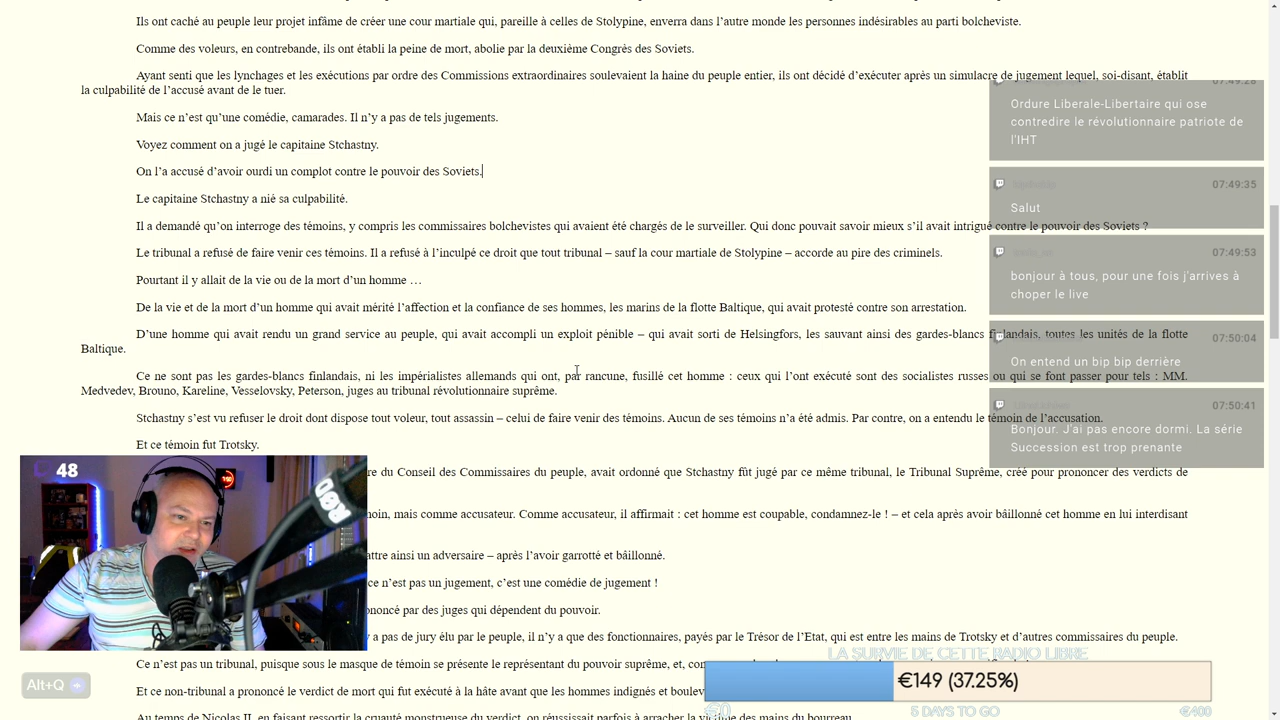 Ils ont caché au peuple leur projet infâme de créer une cour martiale qui, pareille à celles de Stolypine, enverra dans l’autre monde les personnes indésirables au parti bolcheviste.
Comme des voleurs, en contrebande, ils ont établi la peine de mort, abolie par la deuxième Congrès des Soviets.
Ayant senti que les lynchages et les exécutions par ordre des Commissions extraordinaires soulevaient la haine du peuple entier, ils ont décidé d’exécuter après un simulacre de jugement lequel, soi-disant, établit
la culpabilité de l’accusé avant de le tuer.
Mais ce n’est qu’une comédie, camarades. Il n’y a pas de tels jugements.
Voyez comment on a jugé le capitaine Stchastny.
On l’a accusé d’avoir ourdi un complot contre le pouvoir des Soviets.
Le capitaine Stchastny a nié sa culpabilité.
Il a demandé qu’on interroge des témoins, y compris les commissaires bolchevistes qui avaient été chargés de le surveiller. Qui donc pouvait savoir mieux s’il avait intrigué contre le pouvoir des Soviets ?
Le tribunal a refusé de faire venir ces témoins. Il a refusé à l’inculpé ce droit que tout tribunal – sauf la cour martiale de Stolypine – accorde au pire des criminels.
Pourtant il y allait de la vie ou de la mort d’un homme …
De la vie et de la mort d’un homme qui avait mérité l’affection et la confiance de ses hommes, les marins de la flotte Baltique, qui avait protesté contre son arrestation.
D’une homme qui avait rendu un grand service au peuple, qui avait accompli un exploit pénible – qui avait sorti de Helsingfors, les sauvant ainsi des gardes-blancs finlandais, toutes les unités de la flotte
Baltique.
Ce ne sont pas les gardes-blancs finlandais, ni les impérialistes allemands qui ont, par rancune, fusillé cet homme : ceux qui l’ont exécuté sont des socialistes russes ou qui se font passer pour tels : MM.
Medvedev, Brouno, Kareline, Vesselovsky, Peterson, juges au tribunal révolutionnaire suprême.
Stchastny s’est vu refuser le droit dont dispose tout voleur, tout assassin – celui de faire venir des témoins. Aucun de ses témoins n’a été admis. Par contre, on a entendu le témoin de l’accusation.
Et ce témoin fut Trotsky.
re du Conseil des Commissaires du peuple, avait ordonné que Stchastny fût jugé par ce même tribunal, le Tribunal Suprême, créé pour prononcer des verdicts de
noin, mais comme accusateur. Comme accusateur, il affirmait : cet homme est coupable, condamnez-le ! – et cela après avoir bâillonné cet homme en lui interdisant
attre ainsi un adversaire – après l’avoir garrotté et bâillonné.
ce n’est pas un jugement, c’est une comédie de jugement !
ononcé par des juges qui dépendent du pouvoir.
y a pas de jury élu par le peuple, il n’y a que des fonctionnaires, payés par le Trésor de l’Etat, qui est entre les mains de Trotsky et d’autres commissaires du peuple.
Ce n’est pas un tribunal, puisque sous le masque de témoin se présente le représentant du pouvoir suprême, et,
Et ce non-tribunal a prononcé le verdict de mort qui fut exécuté à la hâte avant que les hommes indignés et
Au temps de Nicolas II, en faisant ressortir la cruauté monstrueuse du verdict, on réussissait parfois à arracher la victime des mains du bourreau.
07:49:28
Ordure Liberale-Libertaire qui ose
contredire le révolutionnaire patriote de
l'IHT
07:49:35
Salut
07:49:53
bonjour à tous, pour une fois j'arrives à
choper le live
07:50:04
On entend un bip bip derrière
07:50:41
Bonjour. J'ai pas encore dormi. La série
Succession est trop prenante
48
RØD
Alt+Q
LA SURVIE DE CETTE RADIO LIBRE
€149 (37.25%)
€0
5 DAYS TO GO
€400